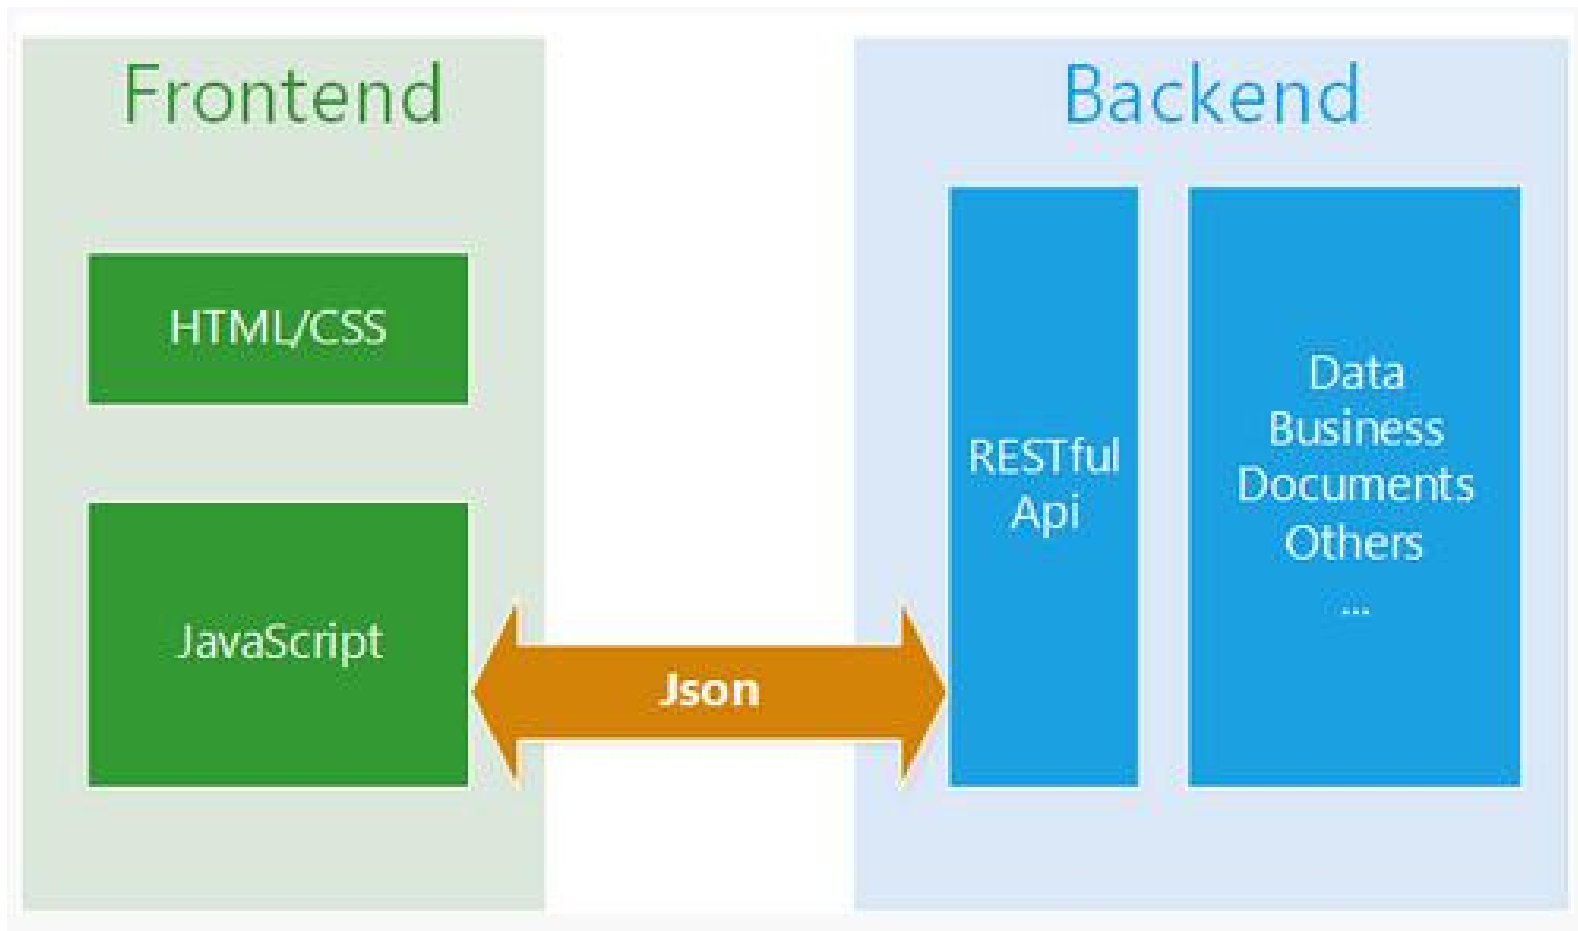 Frontend
HTML/CSS
JavaScript
Json
Backend
RESTful
Api
Data
Business
Documents
Others
...